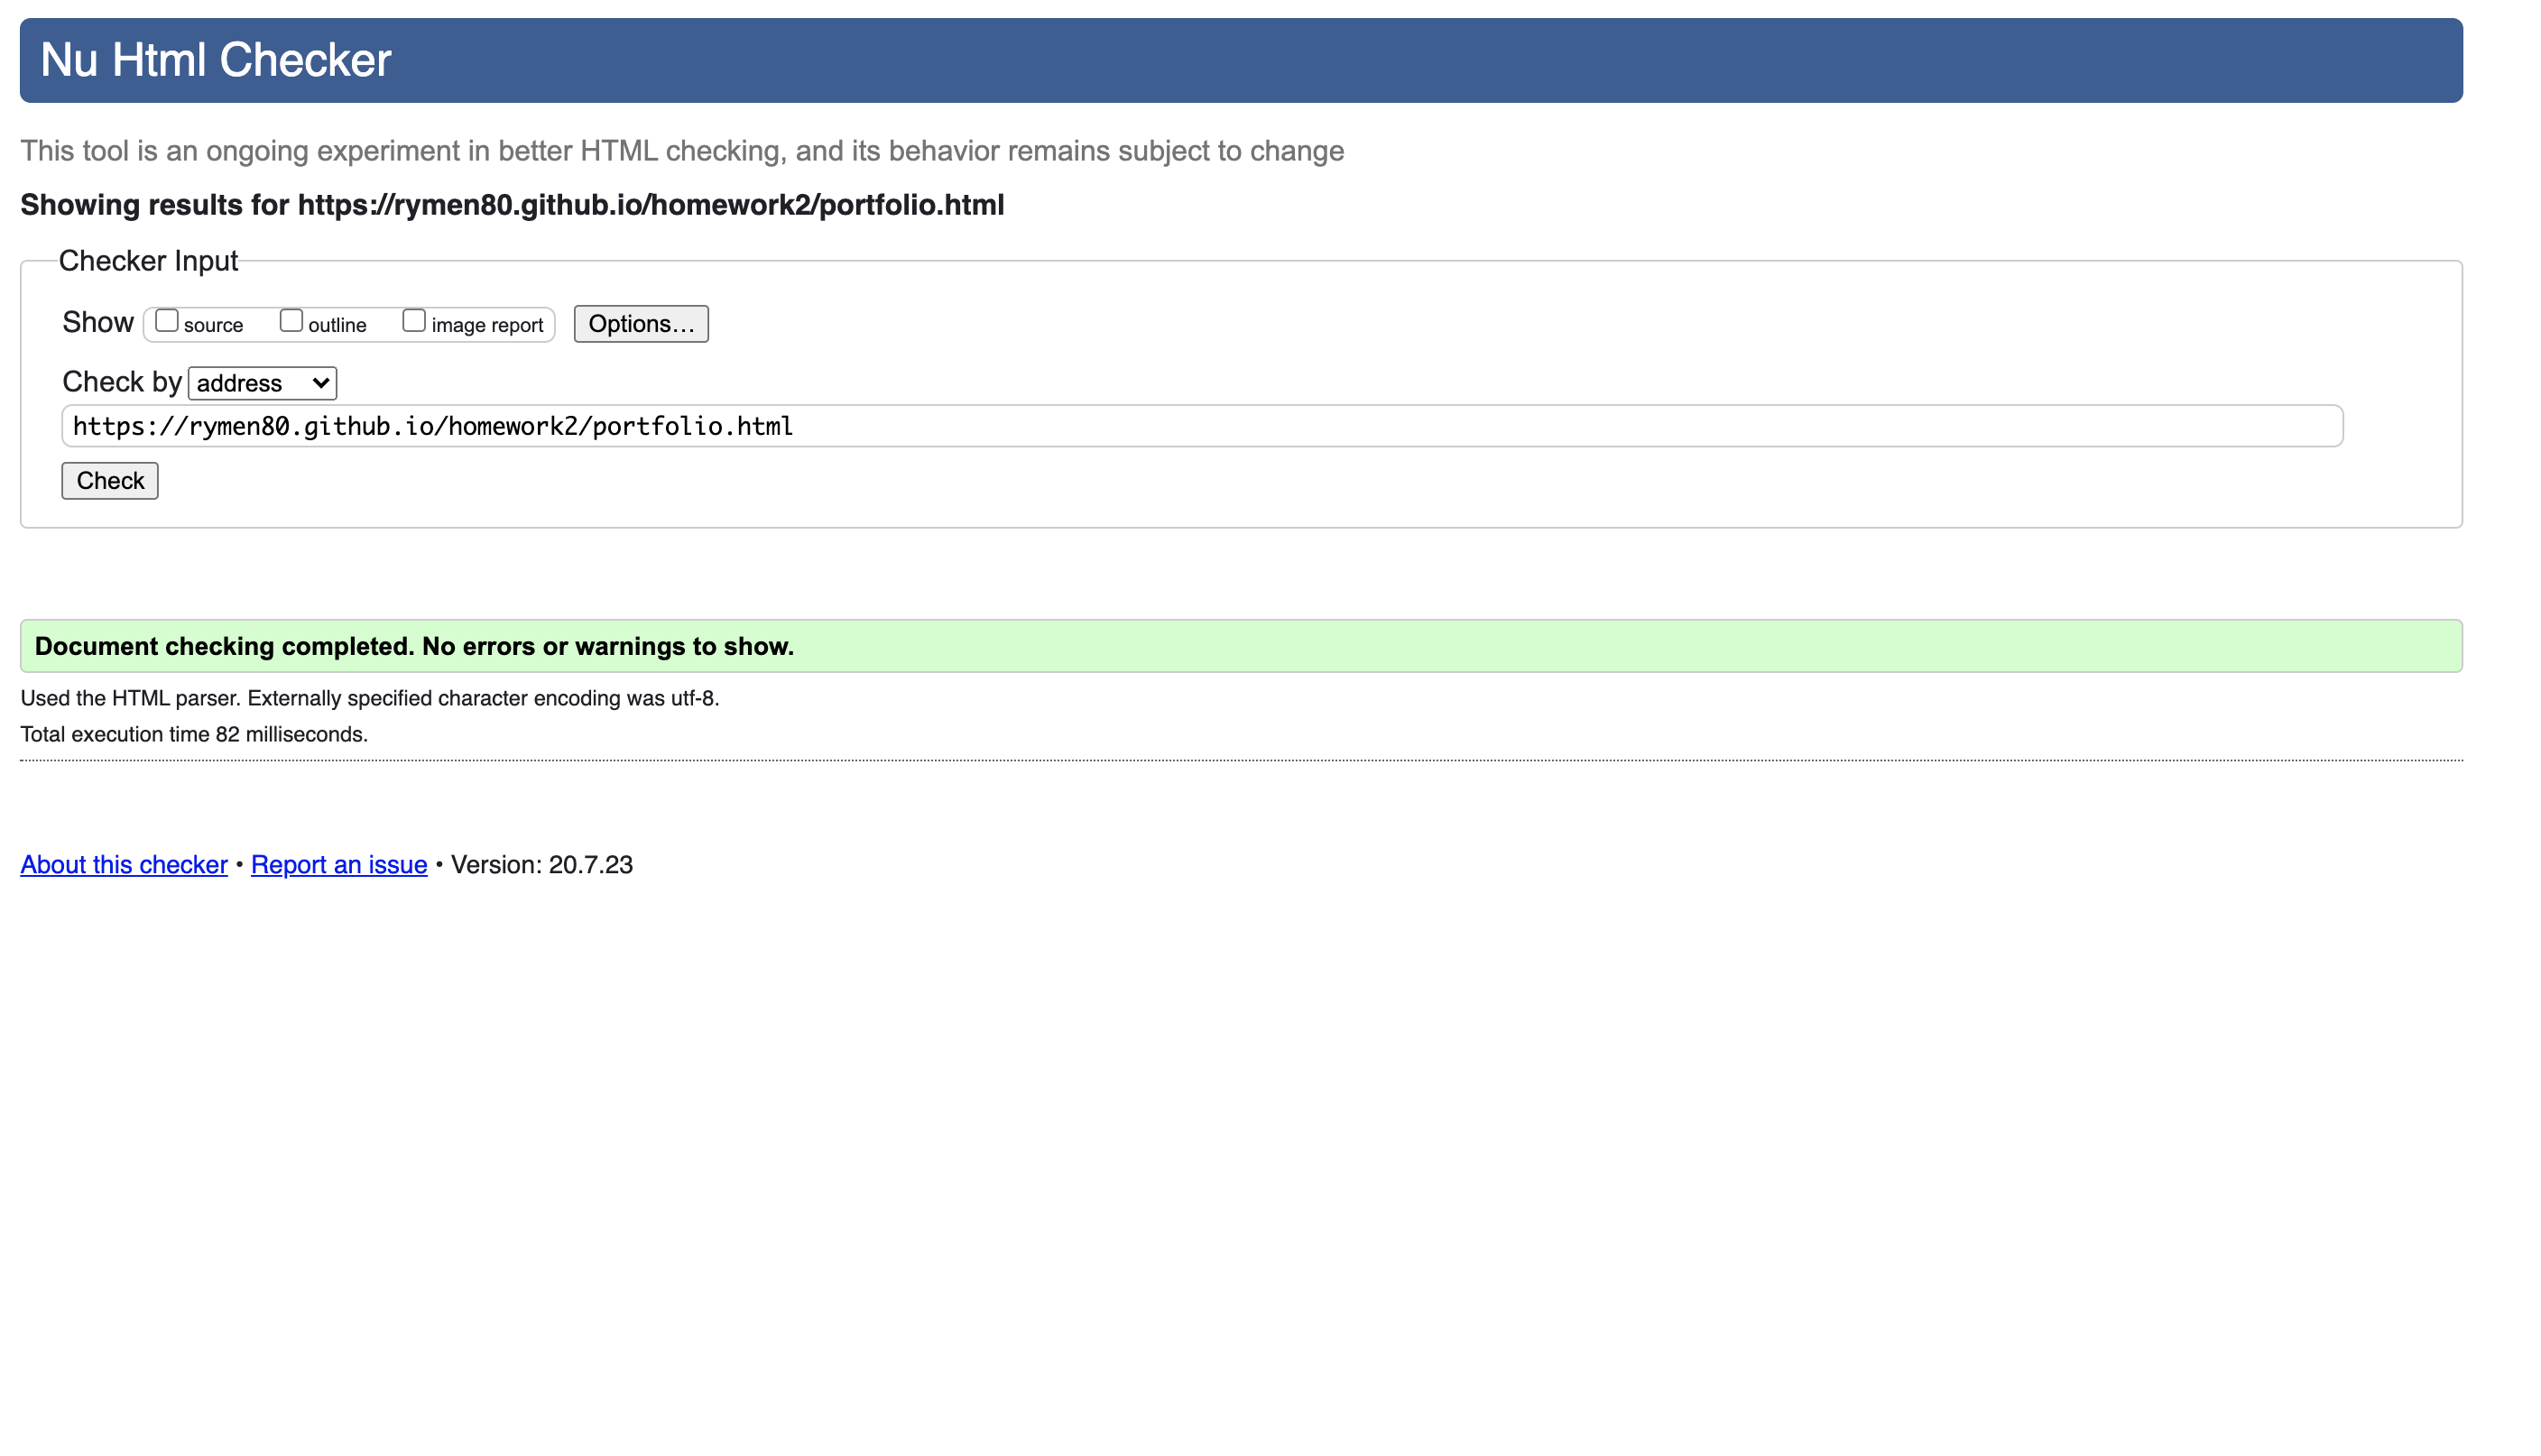 Nu Html Checker
This tool is an ongoing experiment in better HTML checking, and its behavior remains subject to change
Showing results for https://rymen80.github.io/homework2/portfolio.html
Checker Input
Show source outline image report Options...
Check by address
https://rymen80.github.io/homework2/portfolio.html
Check
Document checking completed. No errors or warnings to show.
Used the HTML parser. Externally specified character encoding was utf-8.
Total execution time 82 milliseconds.
About this checker • Report an issue • Version: 20.7.23